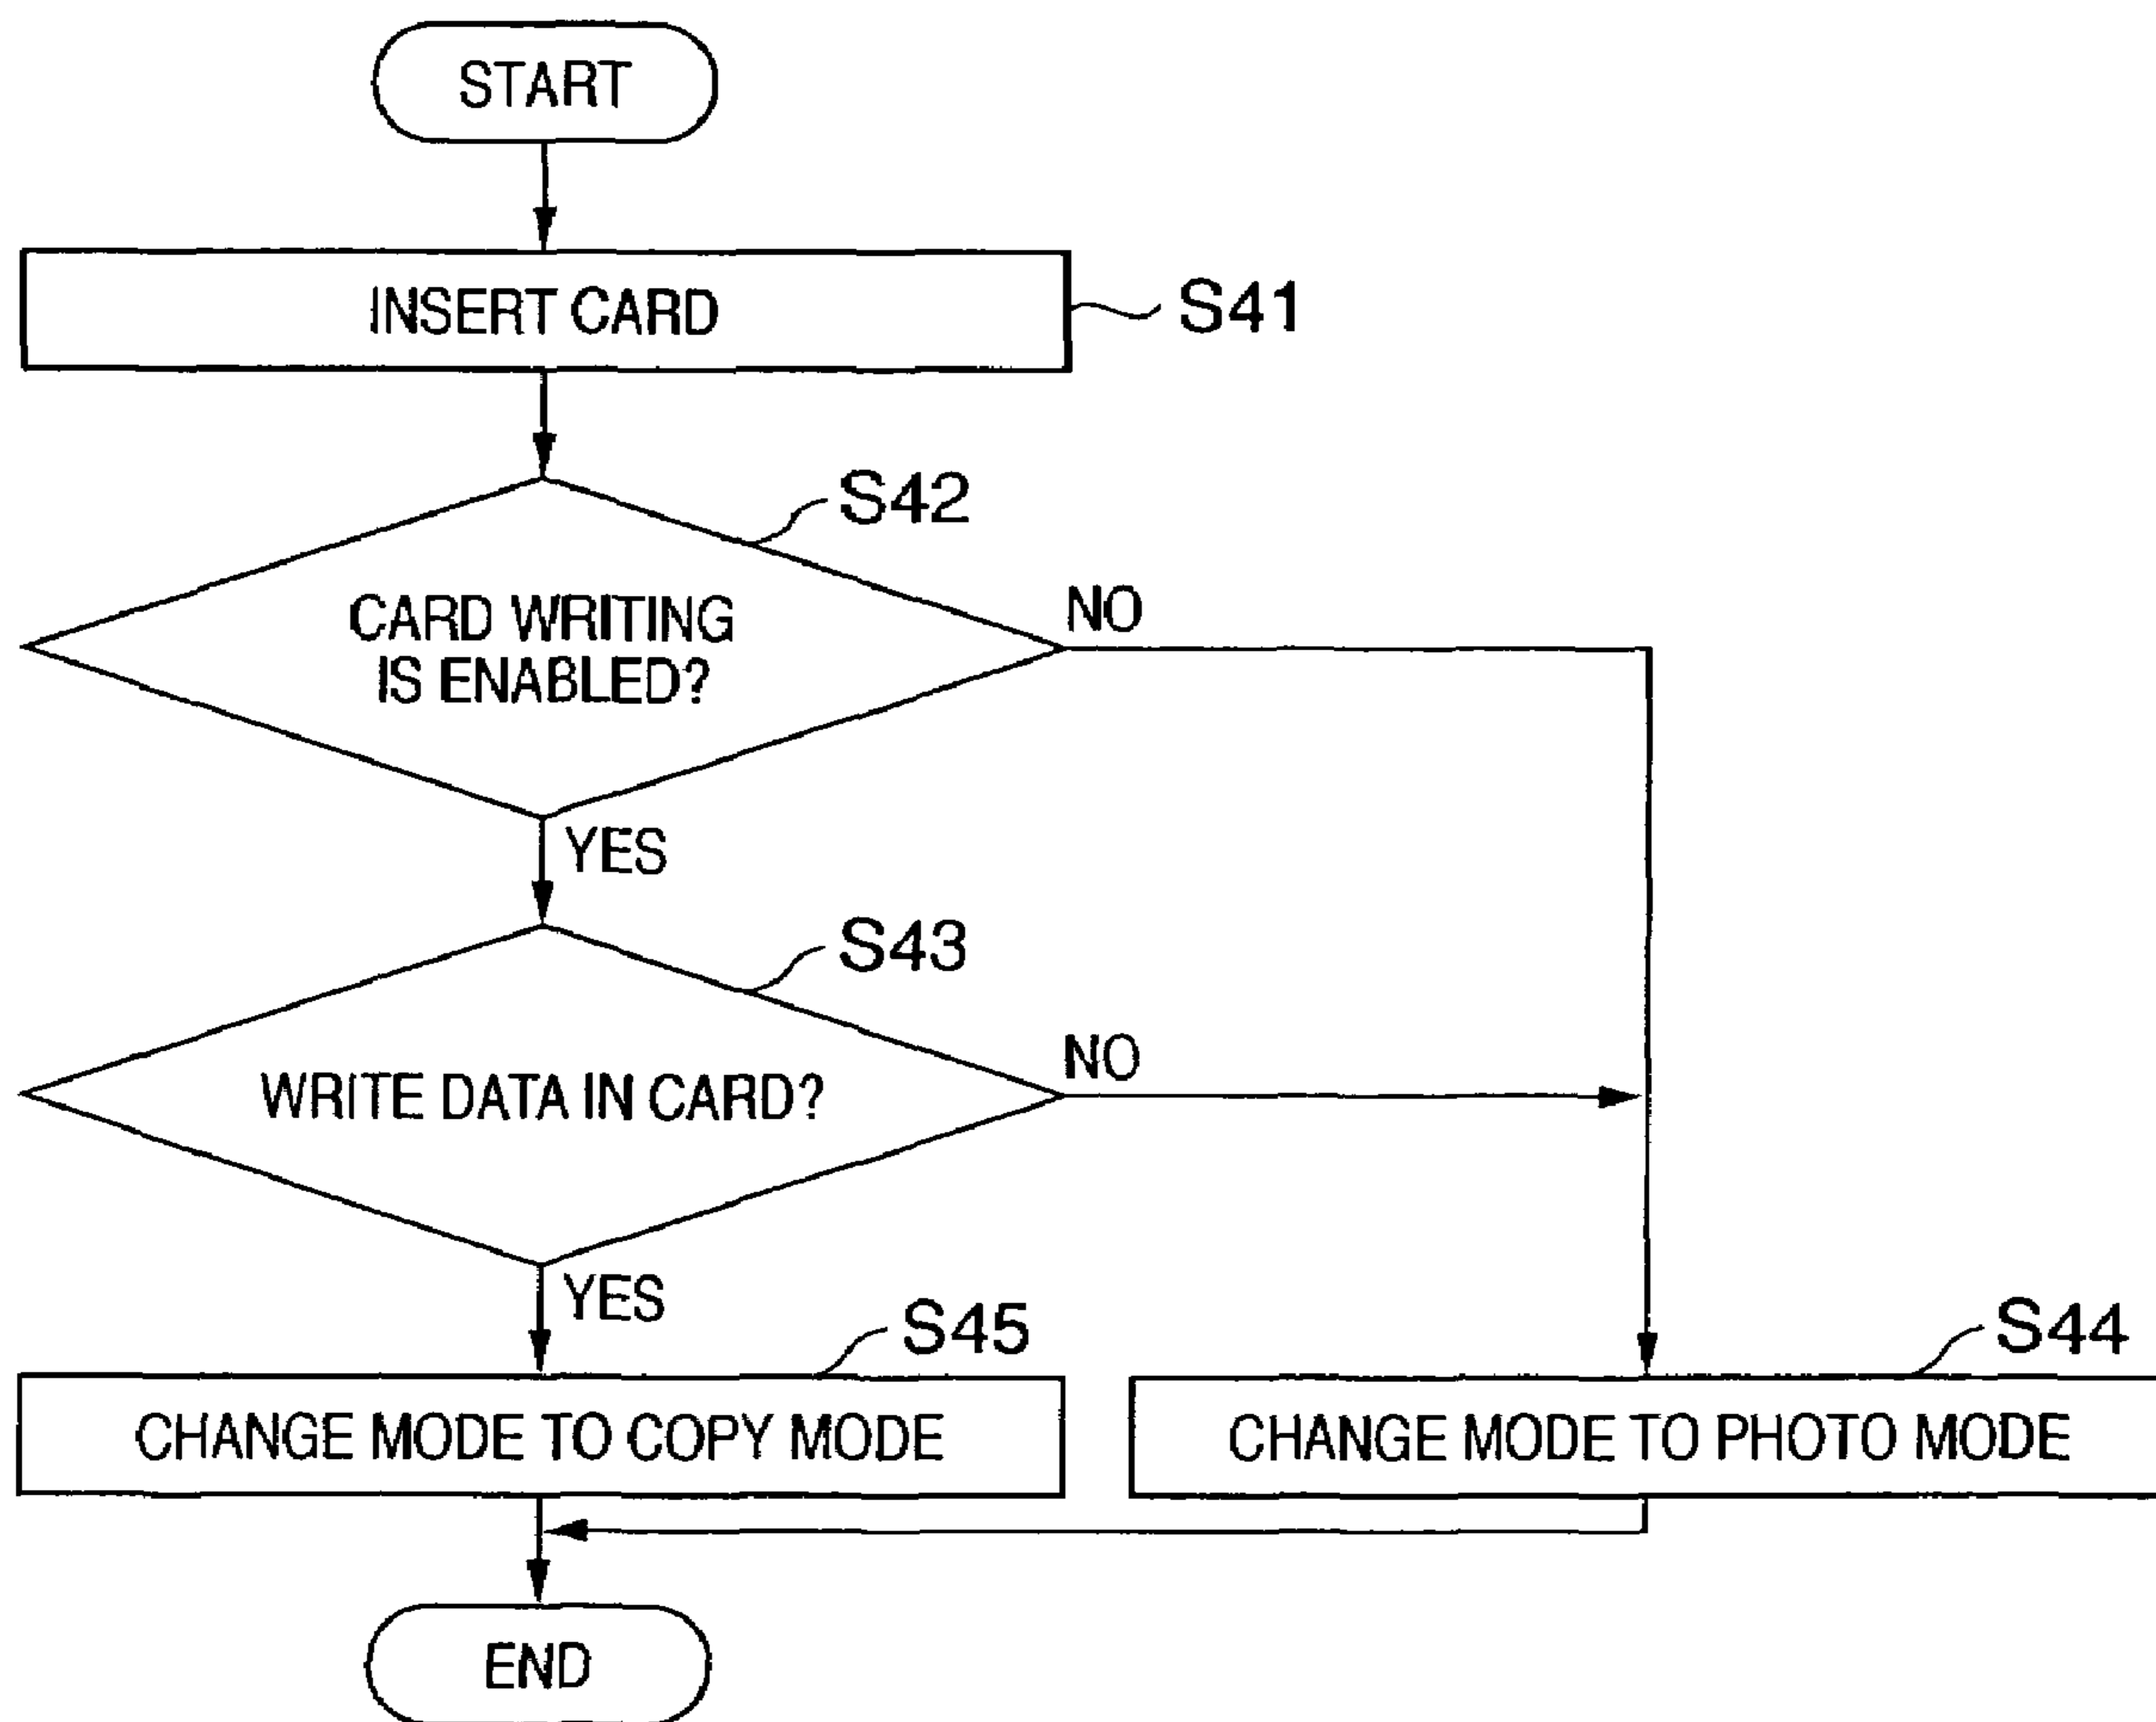 START
INSERT CARD
S41
S42
CARD WRITING
IS ENABLED?
NO
YES
S43
WRITE DATA IN CARD?
NO
YES
S45
S44
CHANGE MODE TO COPY MODE
CHANGE MODE TO PHOTO MODE
END